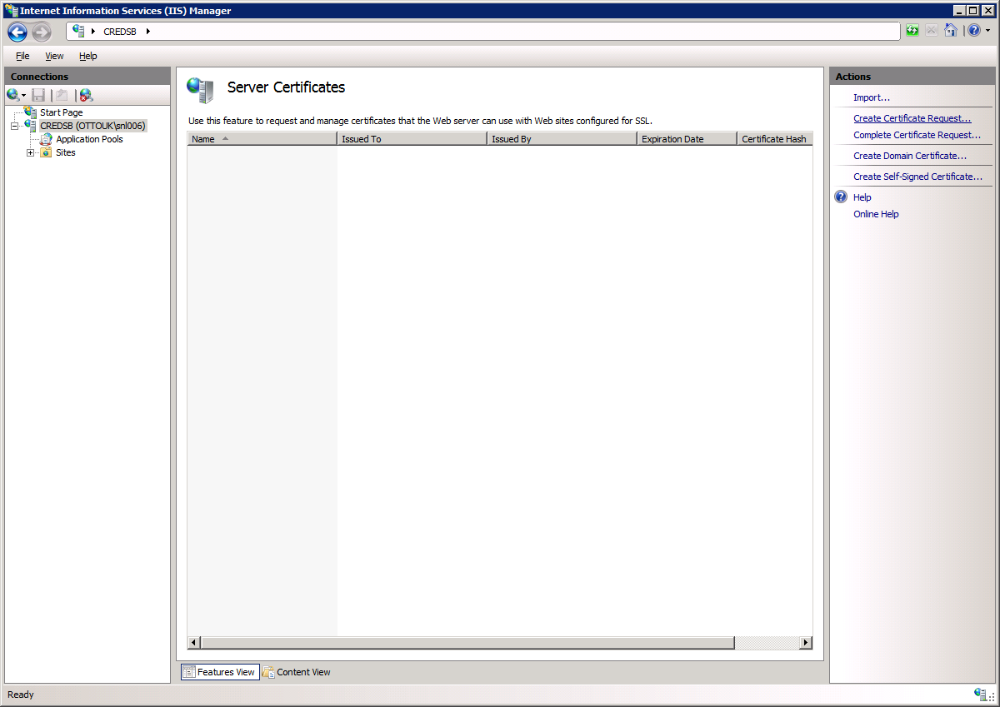 Internet Information Services (IIS) Manager
CREDSB
File View Help
Connections
Start Page
CREDSB (OTTOUK\snl006)
Application Pools
Sites
Server Certificates
Use this feature to request and manage certificates that the Web server can use with Web sites configured for SSL.
Name Issued To Issued By Expiration Date Certificate Hash
Features View Content View
Actions
Import...
Create Certificate Request...
Complete Certificate Request...
Create Domain Certificate...
Create Self-Signed Certificate...
Help
Online Help
Ready